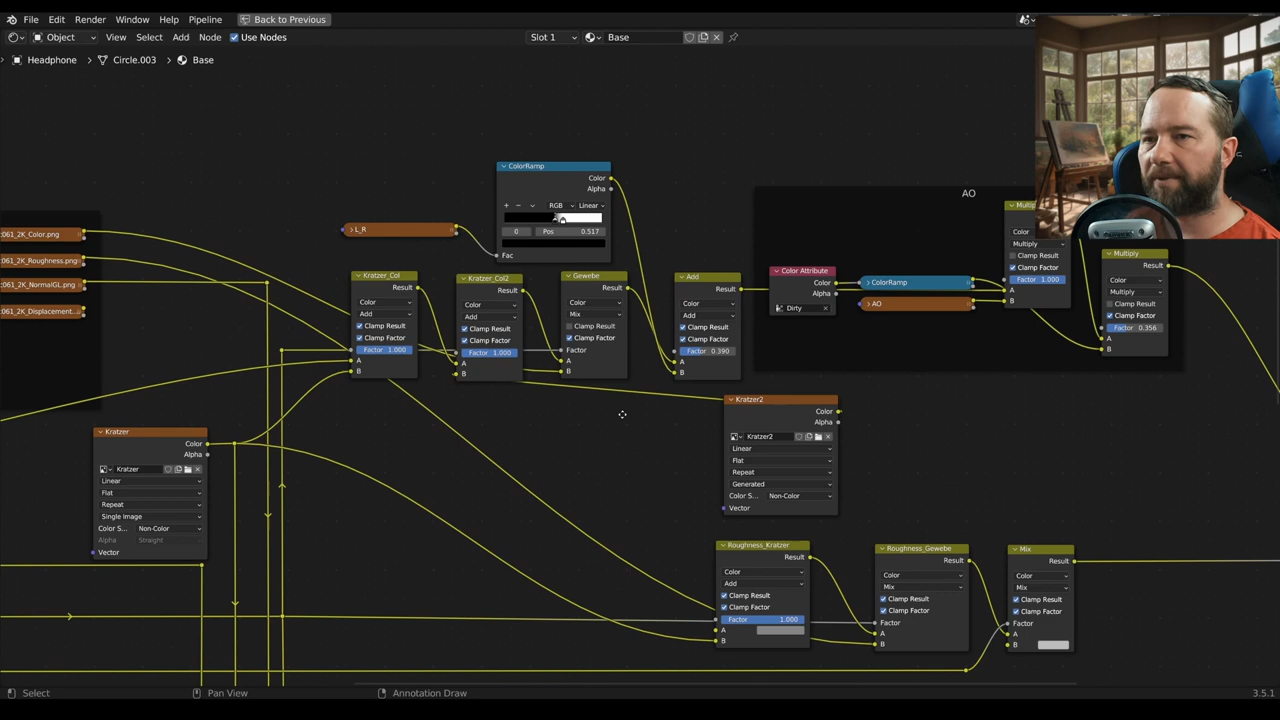 File Edit Render Window Help Pipeline Back to Previous
Object View Select Add Node Use Nodes Slot 1 Base
Headphone Circle.003 Base
061_2K_Color.png
061_2K_Roughness.png
061_2K_NormalGL.png
061_2K_Displacement...
L_R
ColorRamp
Color
Alpha
RGB Linear
0 Pos 0.517
Fac
Kratzer_Col
Result
Color
Add
Clamp Result
Clamp Factor
Factor 1.000
A
B
Kratzer_Col2
Result
Color
Add
Clamp Result
Clamp Factor
Factor 1.000
A
B
Gewebe
Result
Color
Mix
Clamp Result
Clamp Factor
Factor
A
B
Add
Result
Color
Add
Clamp Result
Clamp Factor
Factor 0.390
A
B
AO
Color Attribute
Color
Alpha
Dirty
ColorRamp
AO
Color
Multiply
Clamp Result
Clamp Factor
Factor 1.000
A
B
Multiply
Result
Color
Multiply
Clamp Result
Clamp Factor
Factor 0.356
A
B
Kratzer
Color
Alpha
Kratzer
Linear
Flat
Repeat
Single Image
Color S... Non-Color
Alpha Straight
Vector
Kratzer2
Color
Alpha
Kratzer2
Linear
Flat
Repeat
Generated
Color S... Non-Color
Vector
Roughness_Kratzer
Result
Color
Add
Clamp Result
Clamp Factor
Factor 1.000
A
B
Roughness_Gewebe
Result
Color
Mix
Clamp Result
Clamp Factor
Factor
A
B
Mix
Result
Color
Mix
Clamp Result
Clamp Factor
Factor
A
B
Select Pan View Annotation Draw 3.5.1